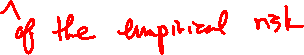 ^ of the empirical risk